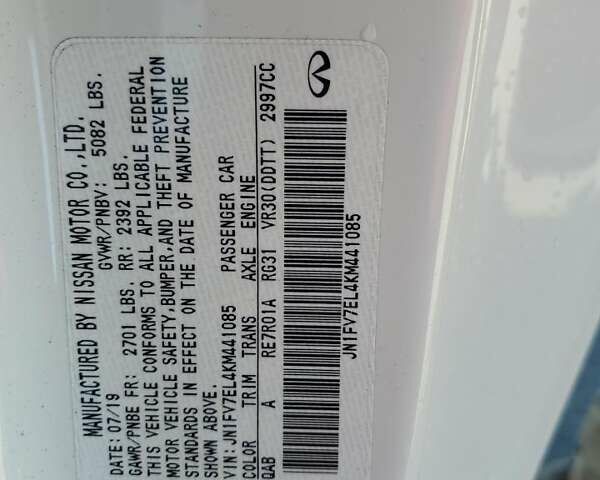 MANUFACTURED BY NISSAN MOTOR CO.,LTD.
DATE: 07/19 GVWR/PNBV: 5082 LBS.
GAWR/PNBE FR: 2701 LBS. RR: 2392 LBS.
THIS VEHICLE CONFORMS TO ALL APPLICABLE FEDERAL
MOTOR VEHICLE SAFETY,BUMPER,AND THEFT PREVENTION
STANDARDS IN EFFECT ON THE DATE OF MANUFACTURE
SHOWN ABOVE.
VIN: JN1FV7EL4KM441085 PASSENGER CAR
COLOR TRIM TRANS AXLE ENGINE
QAB A RE7R01A RG31 VR30(DDTT) 2997CC
JN1FV7EL4KM441085